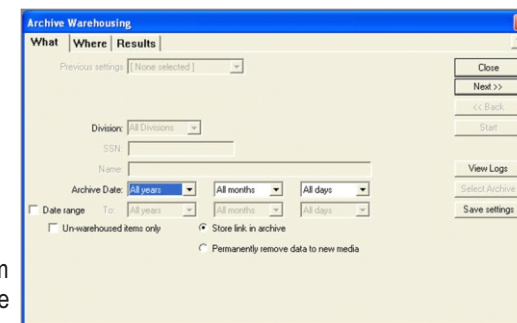 Archive Warehousing
What Where Results
Previous settings [ None selected ]
Close
Next >>
<< Back
Division: All Divisions
Start
SSN:
Name:
View Logs
Archive Date: All years All months All days
Select Archive
Date range To: All years All months All days
Save settings
Un-warehoused items only Store link in archive
Permanently remove data to new media